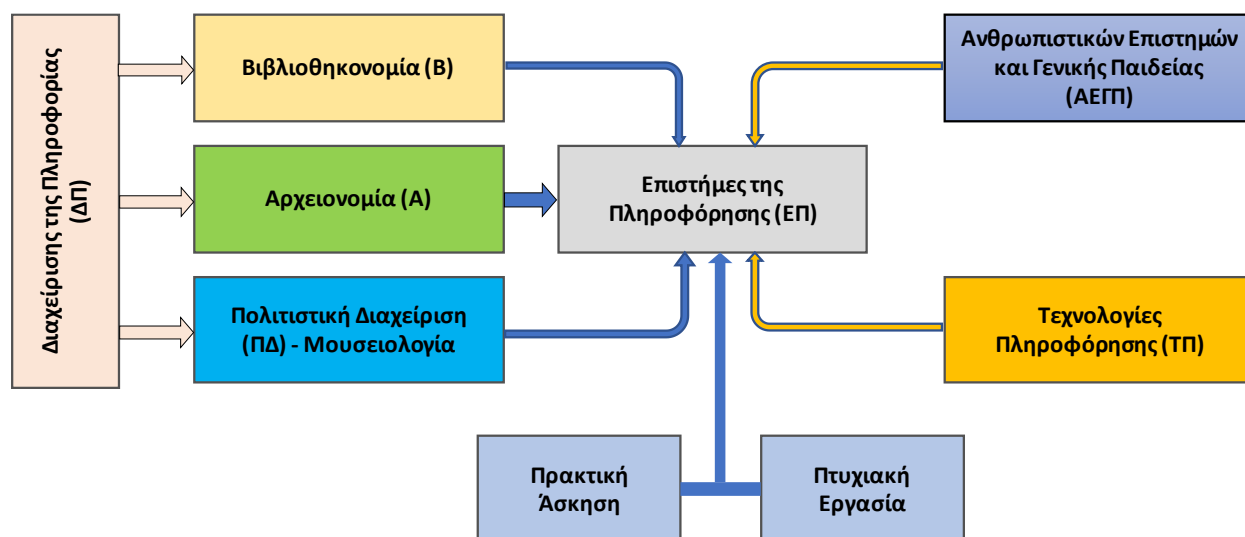 Διαχείρισης της Πληροφορίας
(ΔΠ)
Βιβλιοθηκονομία (Β)
Αρχειονομία (Α)
Πολιτιστική Διαχείριση
(ΠΔ) - Μουσειολογία
Επιστήμες της
Πληροφόρησης (ΕΠ)
Ανθρωπιστικών Επιστημών
και Γενικής Παιδείας
(ΑΕΓΠ)
Τεχνολογίες
Πληροφόρησης (ΤΠ)
Πρακτική
Άσκηση
Πτυχιακή
Εργασία